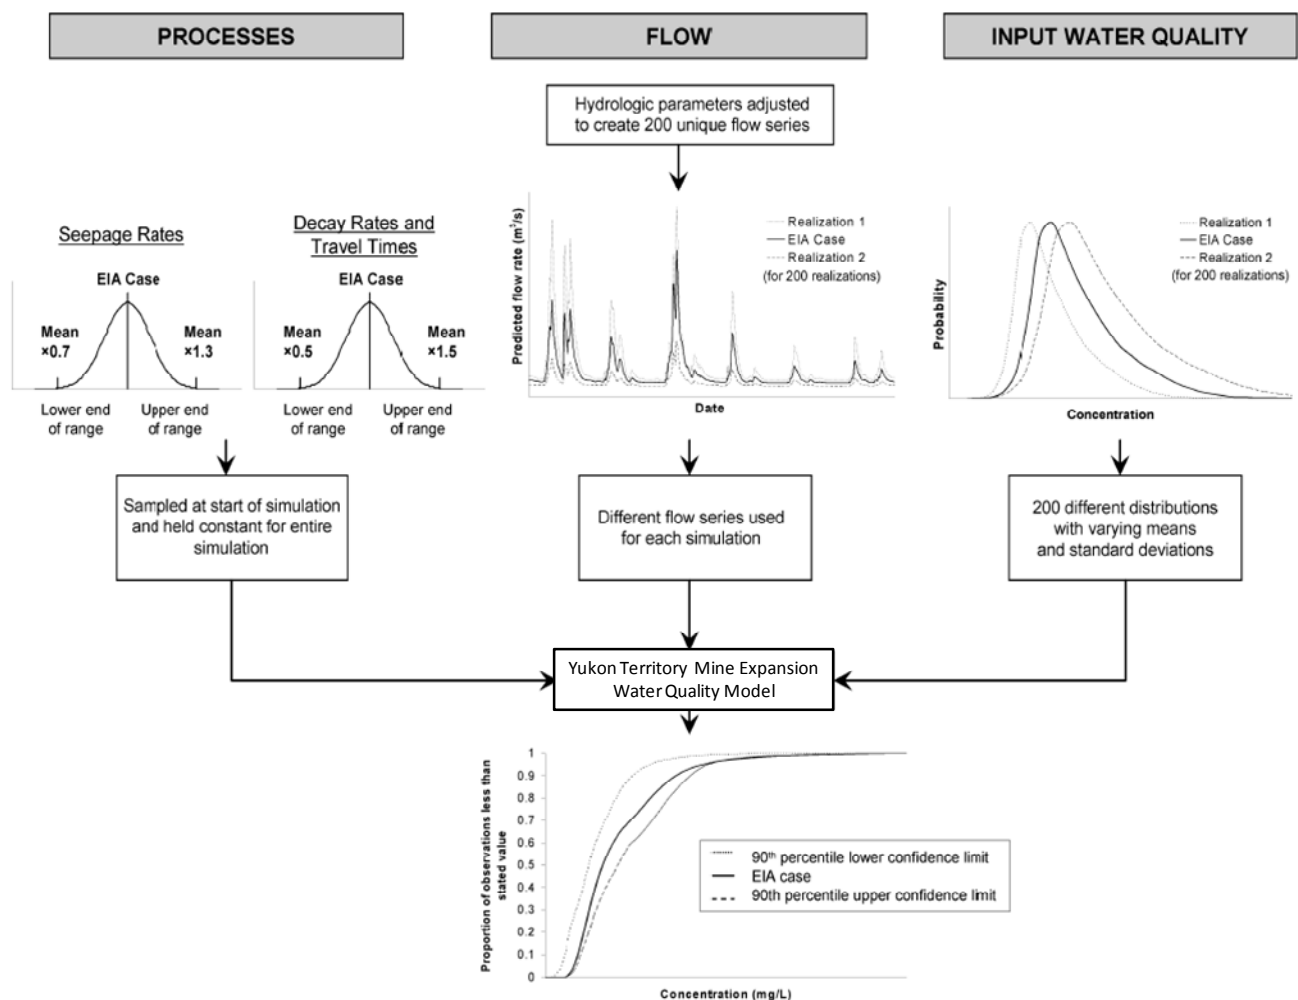 PROCESSES
FLOW
INPUT WATER QUALITY
Hydrologic parameters adjusted
to create 200 unique flow series
Seepage Rates
EIA Case
Mean
×0.7
Mean
×1.3
Lower end
of range
Upper end
of range
Decay Rates and
Travel Times
EIA Case
Mean
×0.5
Mean
×1.5
Lower end
of range
Upper end
of range
Predicted flow rate (m³/s)
Realization 1
EIA Case
Realization 2
(for 200 realizations)
Date
Probability
Realization 1
EIA Case
Realization 2
(for 200 realizations)
Concentration
Sampled at start of simulation
and held constant for entire
simulation
Different flow series used
for each simulation
200 different distributions
with varying means
and standard deviations
Yukon Territory Mine Expansion
Water Quality Model
Proportion of observations less than
stated value
1
0.9
0.8
0.7
0.6
0.5
0.4
0.3
0.2
0.1
0
90th percentile lower confidence limit
EIA case
90th percentile upper confidence limit
Concentration (mg/L)